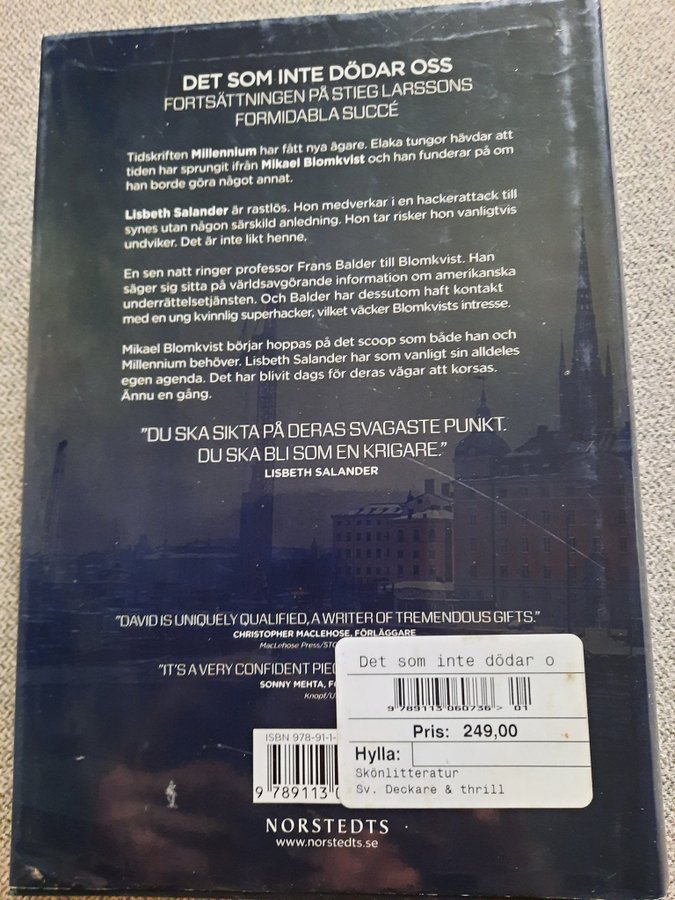 DET SOM INTE DÖDAR OSS
FORTSÄTTNINGEN PÅ STIEG LARSSONS
FORMIDABLA SUCCÉ
Tidskriften Millennium har fått nya ägare. Elaka tungor hävdar att
tiden har sprungit ifrån Mikael Blomkvist och han funderar på om
han borde göra något annat.
Lisbeth Salander är rastlös. Hon medverkar i en hackerattack till
synes utan någon särskild anledning. Hon tar risker hon vanligtvis
undviker. Det är inte likt henne.
En sen natt ringer professor Frans Balder till Blomkvist. Han
säger sig sitta på världsavgörande information om amerikanska
underrättelsetjänsten. Och Balder har dessutom haft kontakt
med en ung kvinnlig superhacker, vilket väcker Blomkvists intresse.
Mikael Blomkvist börjar hoppas på det scoop som både han och
Millennium behöver. Lisbeth Salander har som vanligt sin alldeles
egen agenda. Det har blivit dags för deras vägar att korsas.
Ännu en gång.
"DU SKA SIKTA PÅ DERAS SVAGASTE PUNKT.
DU SKA BLI SOM EN KRIGARE."
LISBETH SALANDER
"DAVID IS UNIQUELY QUALIFIED, A WRITER OF TREMENDOUS GIFTS."
CHRISTOPHER MACLEHOSE, FÖRLÄGGARE
MacLehose Press/STO
"IT'S A VERY CONFIDENT PIEC
SONNY MEHTA, FÖ
Knopf/U
Det som inte dödar o
9 789113 060736 > 01
Pris: 249,00
Hylla:
Skönlitteratur
Sv. Deckare & thrill
ISBN 978-91-1-
9 789113 0
NORSTEDTS
www.norstedts.se